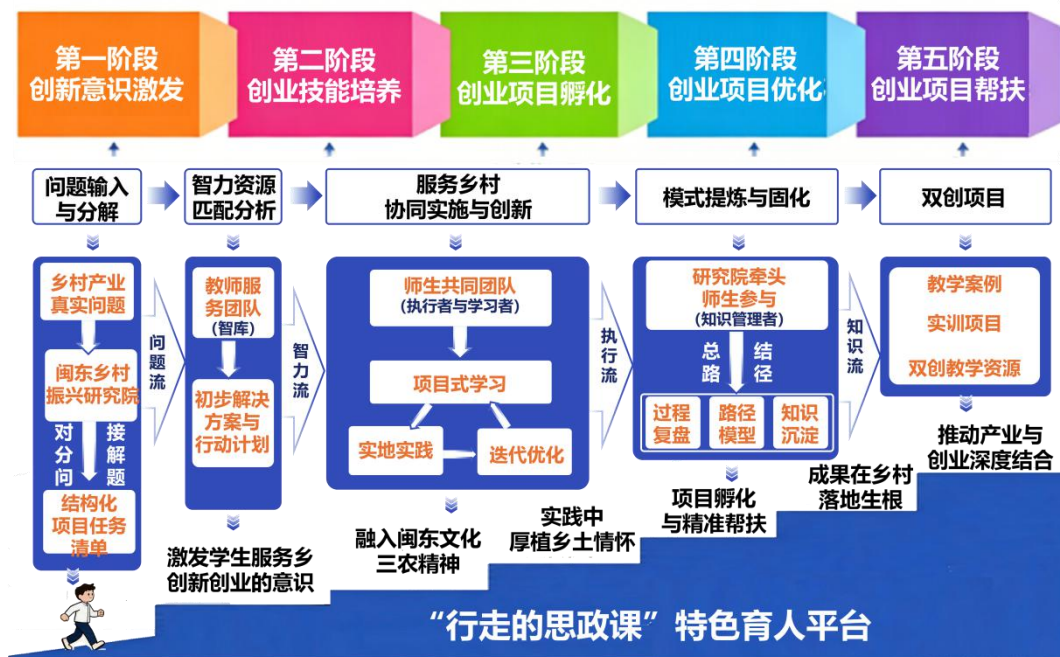 第一阶段
创新意识激发
第二阶段
创业技能培养
第三阶段
创业项目孵化
第四阶段
创业项目优化
第五阶段
创业项目帮扶
问题输入
与分解
智力资源
匹配分析
服务乡村
协同实施与创新
模式提炼与固化
双创项目
乡村产业
真实问题
闽东乡村
振兴研究院
对接
分解
问题
结构化
项目任务
清单
问题流
教师服
务团队
(智库)
初步解决
方案与
行动计划
智力流
师生共同团队
(执行者与学习者)
项目式学习
实地实践
迭代优化
执行流
研究院牵头
师生参与
(知识管理者)
总结
路径
过程
复盘
路径
模型
知识
沉淀
知识流
教学案例
实训项目
双创教学资源
激发学生服务乡
创新创业的意识
融入闽东文化
三农精神
实践中
厚植乡土情怀
项目孵化
与精准帮扶
成果在乡村
落地生根
推动产业与
创业深度结合
“行走的思政课”特色育人平台